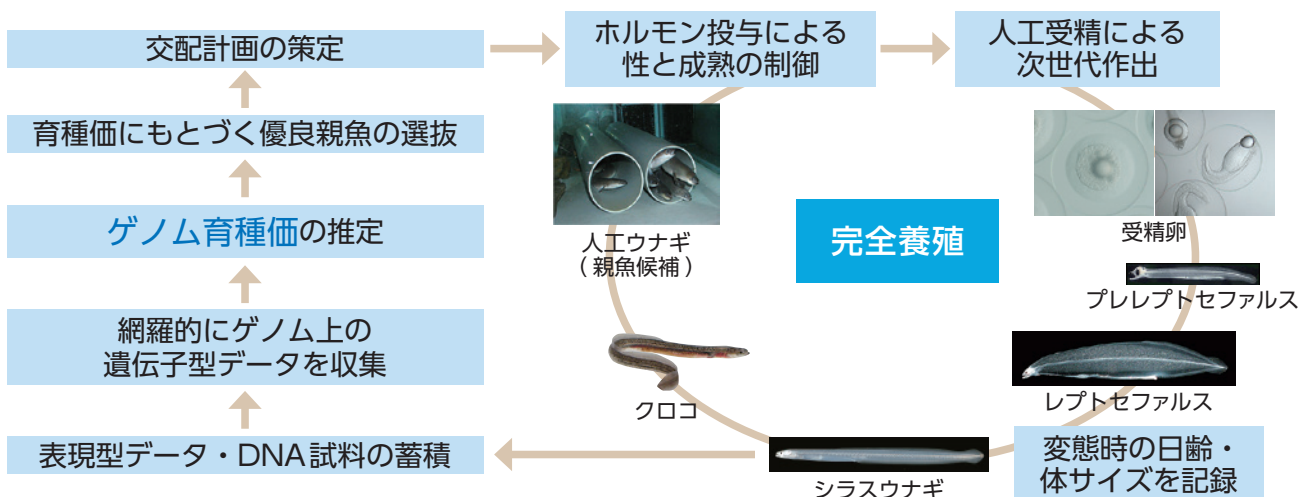 交配計画の策定
育種価にもとづく優良親魚の選抜
ゲノム育種価の推定
網羅的にゲノム上の
遺伝子型データを収集
表現型データ・DNA試料の蓄積
ホルモン投与による
性と成熟の制御
人工受精による
次世代作出
人工ウナギ
(親魚候補)
完全養殖
受精卵
プレレプトセファルス
レプトセファルス
クロコ
シラスウナギ
変態時の日齢・
体サイズを記録